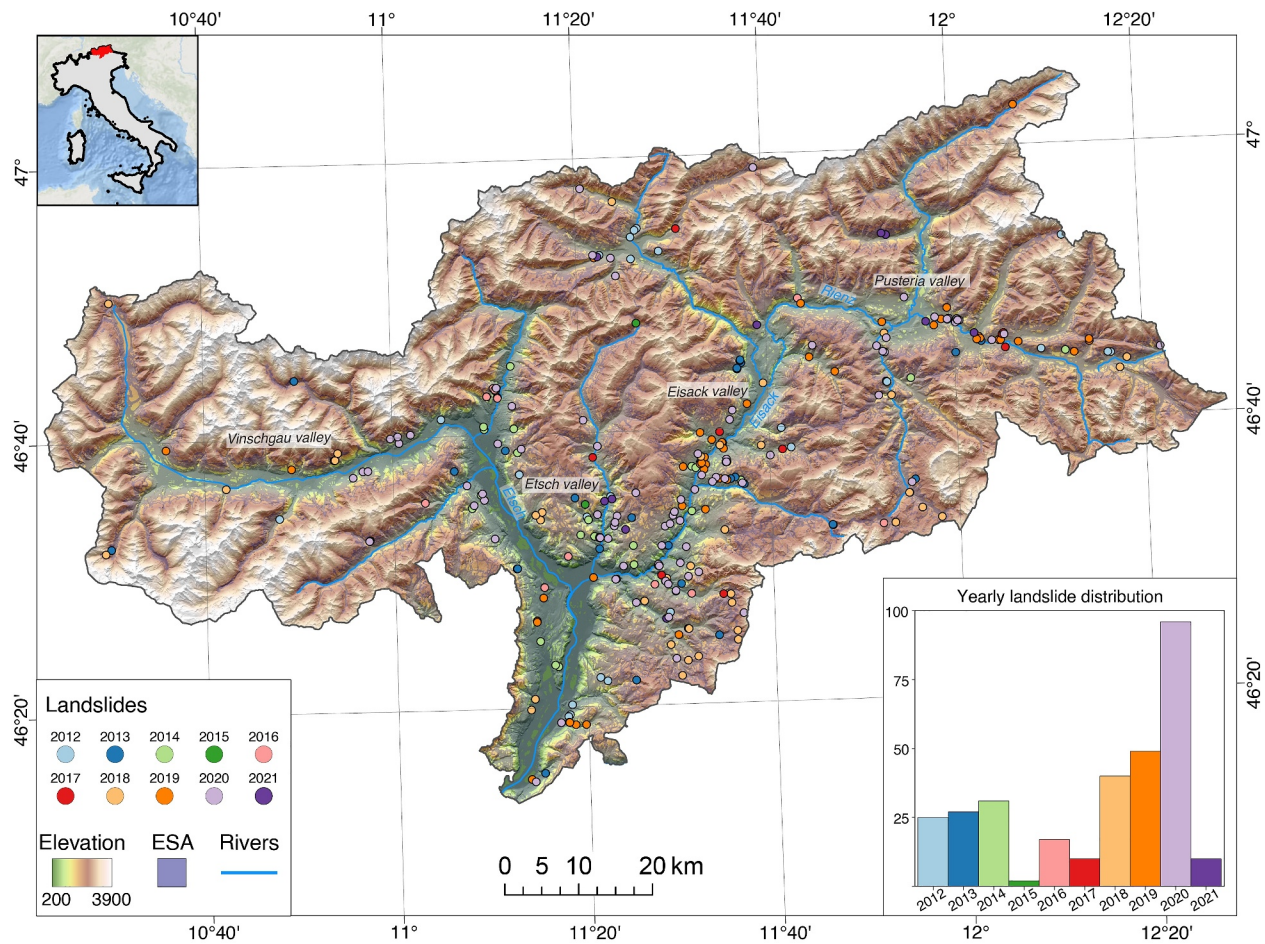 10°40' 11° 11°20' 11°40' 12° 12°20'
47° 47°
Pusteria valley
Rienz
Eisack valley
Eisack
46°40' 46°40'
Vinschgau valley
Etsch valley
Etsch
46°20' 46°20'
Landslides
2012 2013 2014 2015 2016
2017 2018 2019 2020 2021
Elevation ESA Rivers
200 3900
0 5 10 20 km
Yearly landslide distribution
100
75
50
25
2012 2013 2014 2015 2016 2017 2018 2019 2020 2021
10°40' 11° 11°20' 11°40' 12° 12°20'